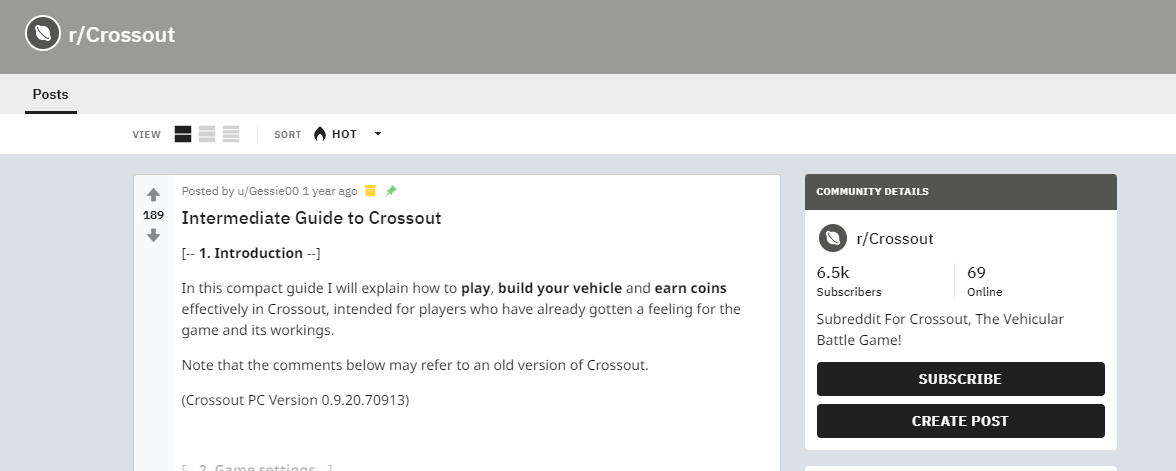 r/Crossout
Posts
VIEW SORT HOT
Posted by u/Gessie00 1 year ago
189
Intermediate Guide to Crossout
[-- 1. Introduction --]
In this compact guide I will explain how to play, build your vehicle and earn coins
effectively in Crossout, intended for players who have already gotten a feeling for the
game and its workings.
Note that the comments below may refer to an old version of Crossout.
(Crossout PC Version 0.9.20.70913)
[-- 2. Game settings --]
COMMUNITY DETAILS
r/Crossout
6.5k 69
Subscribers Online
Subreddit For Crossout, The Vehicular
Battle Game!
SUBSCRIBE
CREATE POST